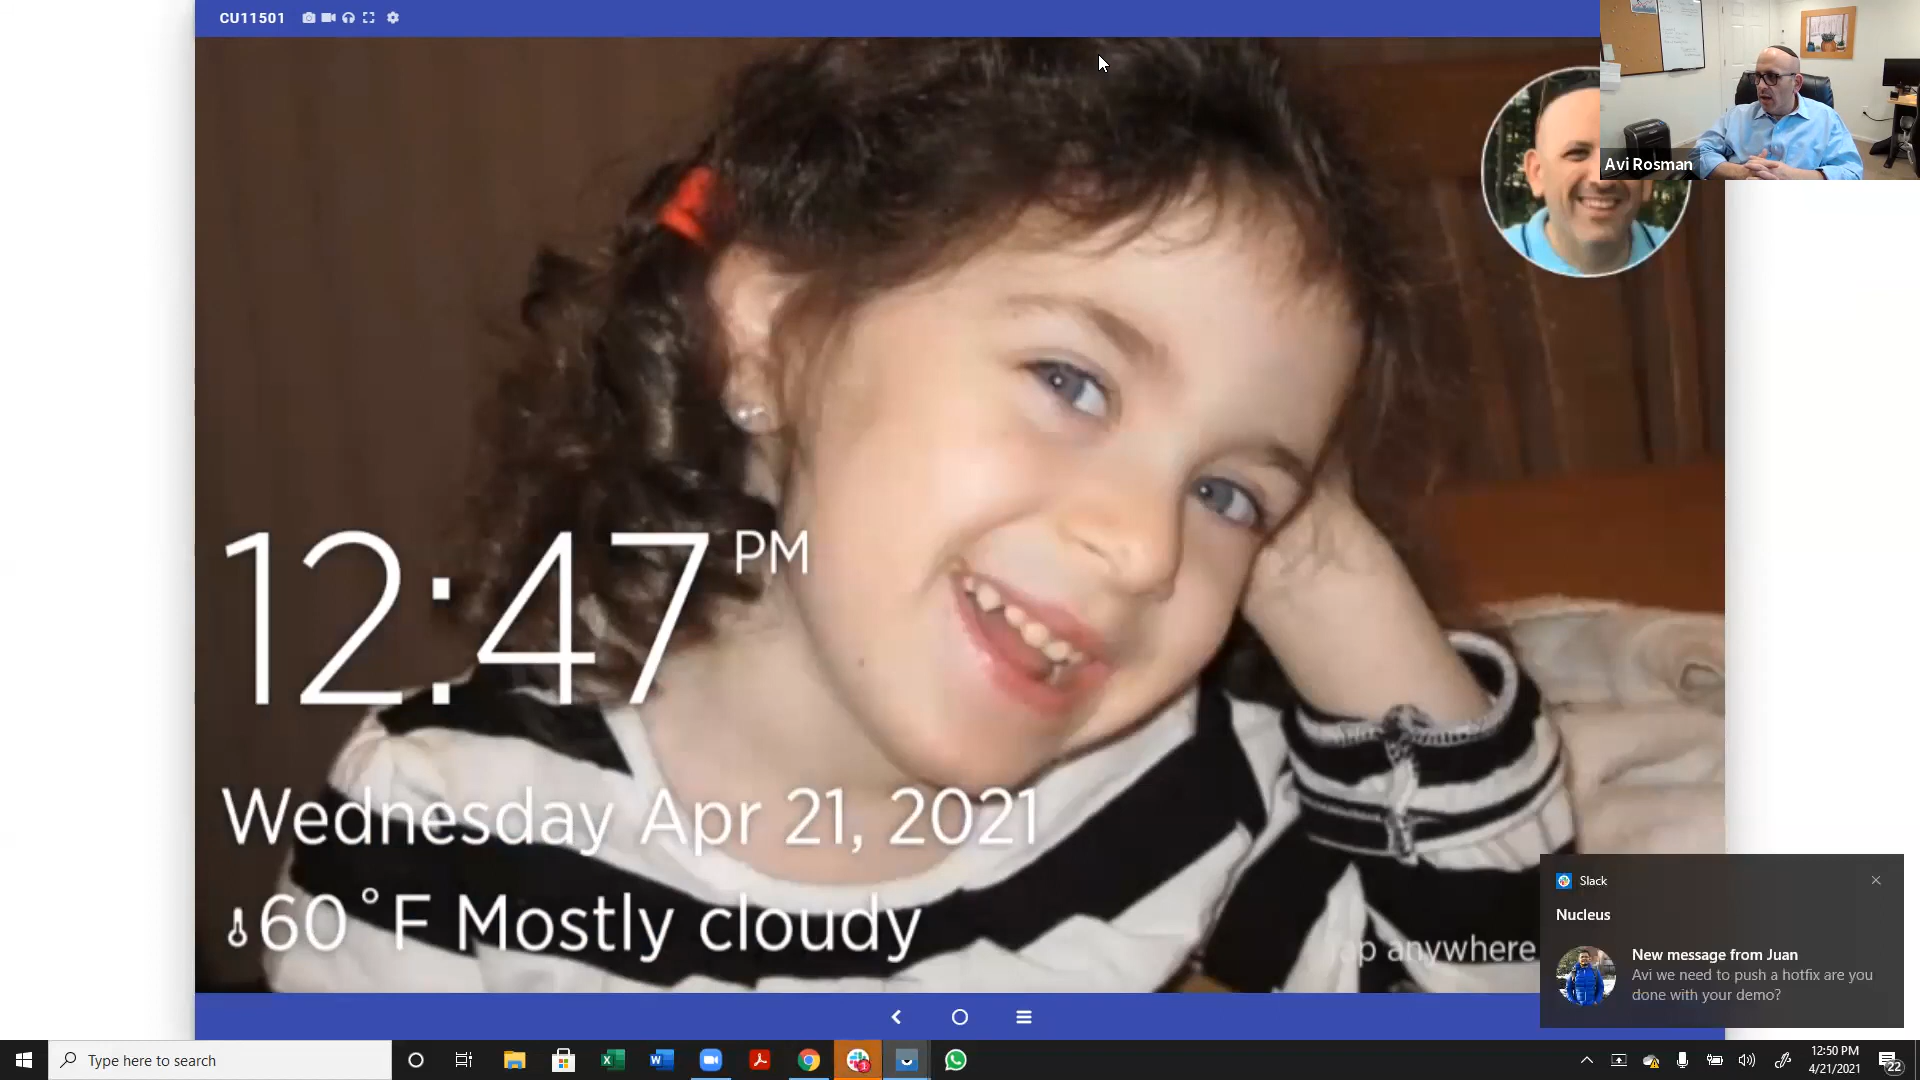 CU11501
Avi Rosman
12:47 PM
Wednesday Apr 21, 2021
60°F Mostly cloudy
Tap anywhere
Slack
Nucleus
New message from Juan
Avi we need to push a hotfix are you
done with your demo?
Type here to search
12:50 PM
4/21/2021
22